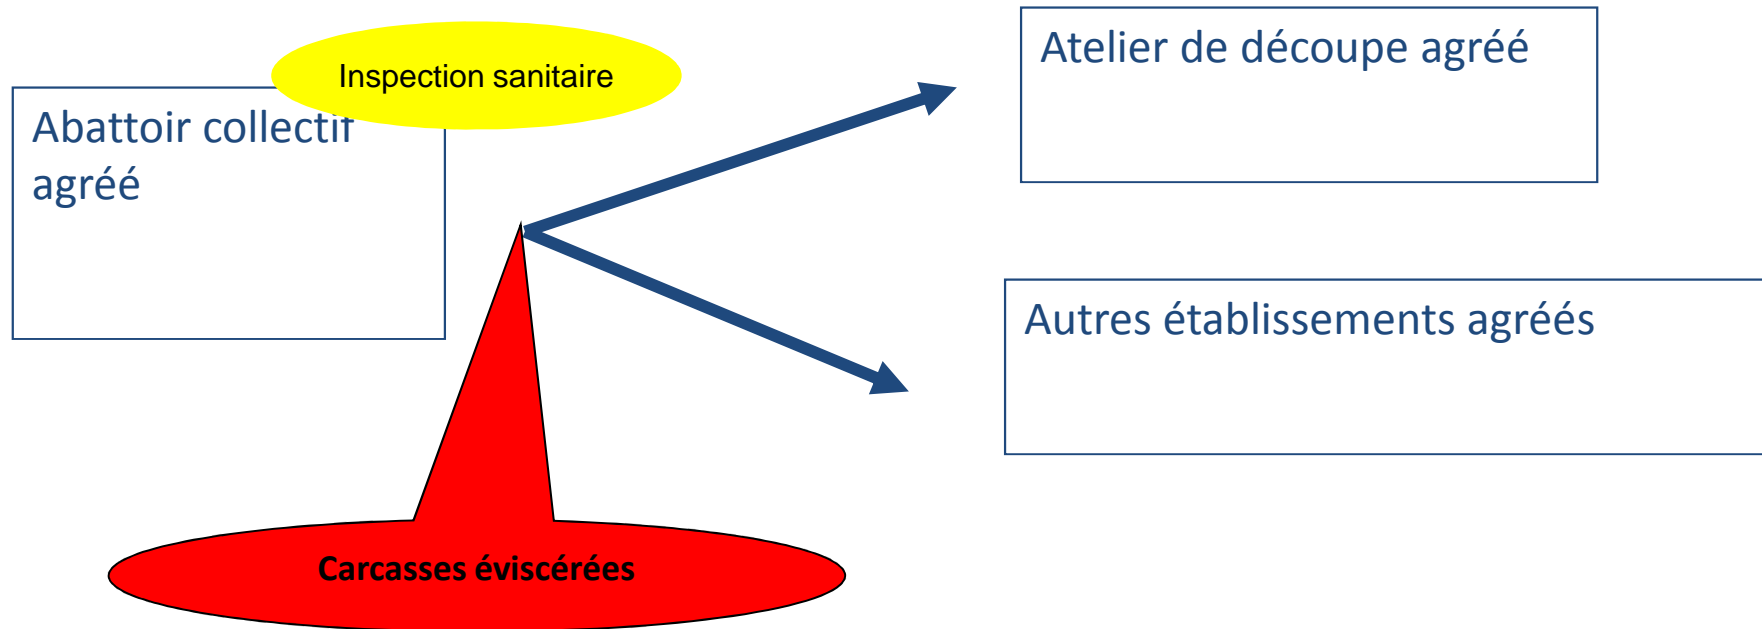 Inspection sanitaire
Abattoir collectif
agréé
Atelier de découpe agréé
Autres établissements agréés
Carcasses éviscérées